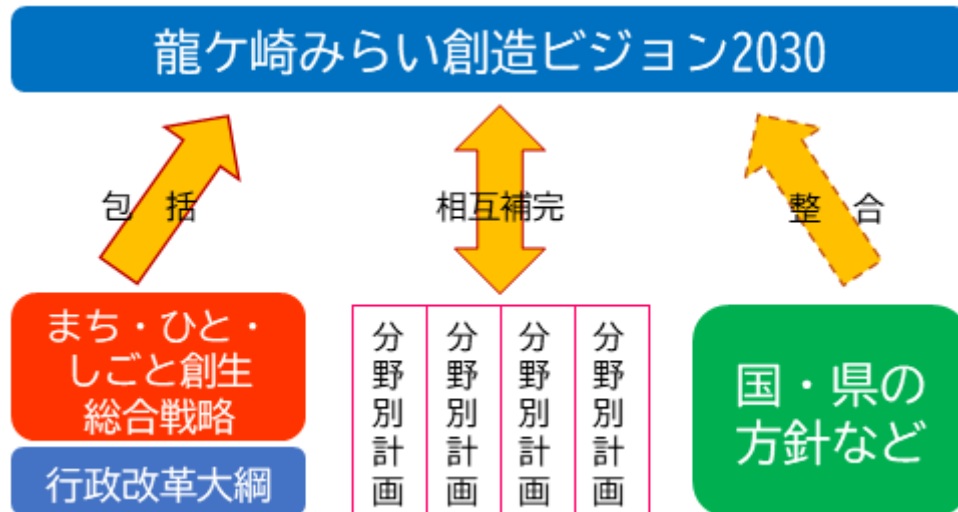 龍ケ崎みらい創造ビジョン2030
包　括
相互補完
整　合
まち・ひと・
しごと創生
総合戦略
行政改革大綱
分野別計画
分野別計画
分野別計画
分野別計画
国・県の
方針など